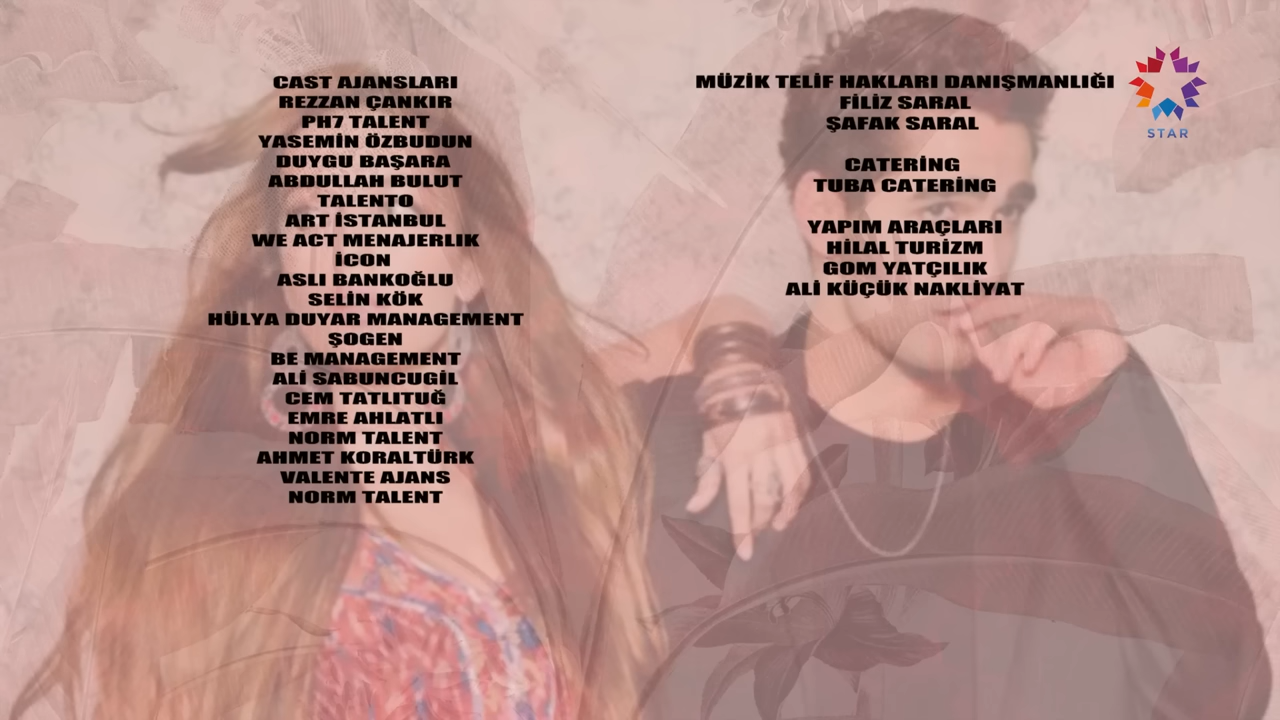 CAST AJANSLARI
REZZAN ÇANKIR
PH7 TALENT
YASEMİN ÖZBUDUN
DUYGU BAŞARA
ABDULLAH BULUT
TALENTO
ART İSTANBUL
WE ACT MENAJERLIK
İCON
ASLI BANKOĞLU
SELİN KÖK
HÜLYA DUYAR MANAGEMENT
ŞOGEN
BE MANAGEMENT
ALİ SABUNCUGİL
CEM TATLITUĞ
EMRE AHLATLI
NORM TALENT
AHMET KORALTÜRK
VALENTE AJANS
NORM TALENT
MÜZİK TELİF HAKLARI DANIŞMANLIĞI
FİLİZ SARAL
ŞAFAK SARAL
CATERİNG
TUBA CATERİNG
YAPIM ARAÇLARI
HİLAL TURİZM
GOM YATÇILIK
ALİ KÜÇÜK NAKLİYAT
STAR